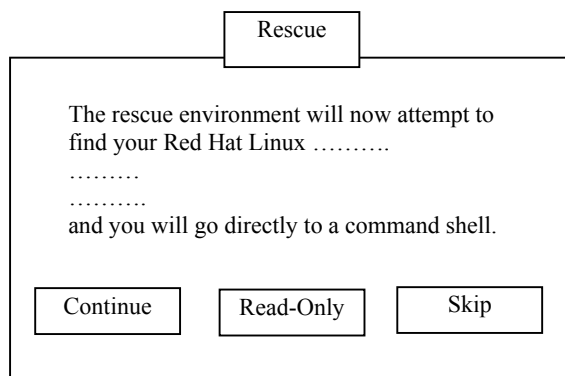 Rescue
The rescue environment will now attempt to
find your Red Hat Linux ……….
………
……….
and you will go directly to a command shell.
Continue
Read-Only
Skip